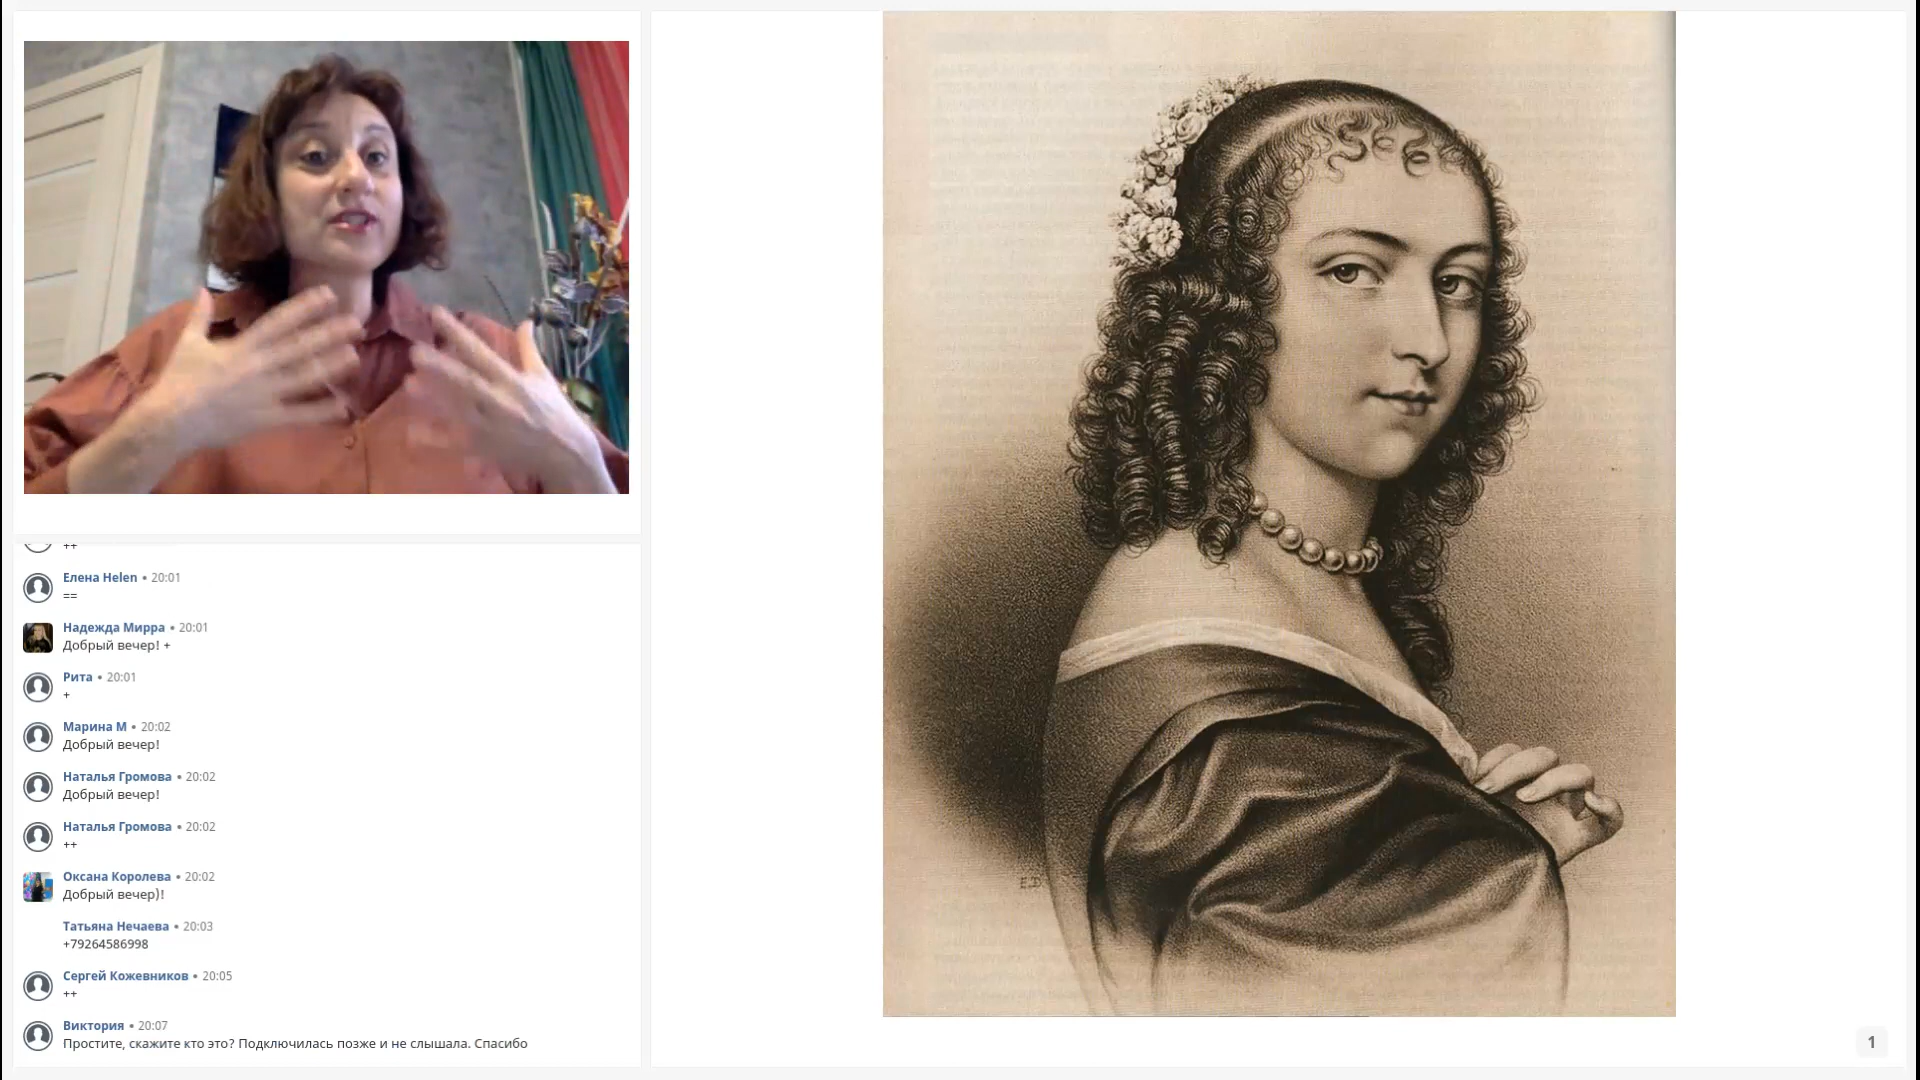 ++
Елена Helen • 20:01
==
Надежда Мирра • 20:01
Добрый вечер! +
Рита • 20:01
+
Марина М • 20:02
Добрый вечер!
Наталья Громова • 20:02
Добрый вечер!
Наталья Громова • 20:02
++
Оксана Королева • 20:02
Добрый вечер)!
Татьяна Нечаева • 20:03
+79264586998
Сергей Кожевников • 20:05
++
Виктория • 20:07
Простите, скажите кто это? Подключилась позже и не слышала. Спасибо
E.D
1